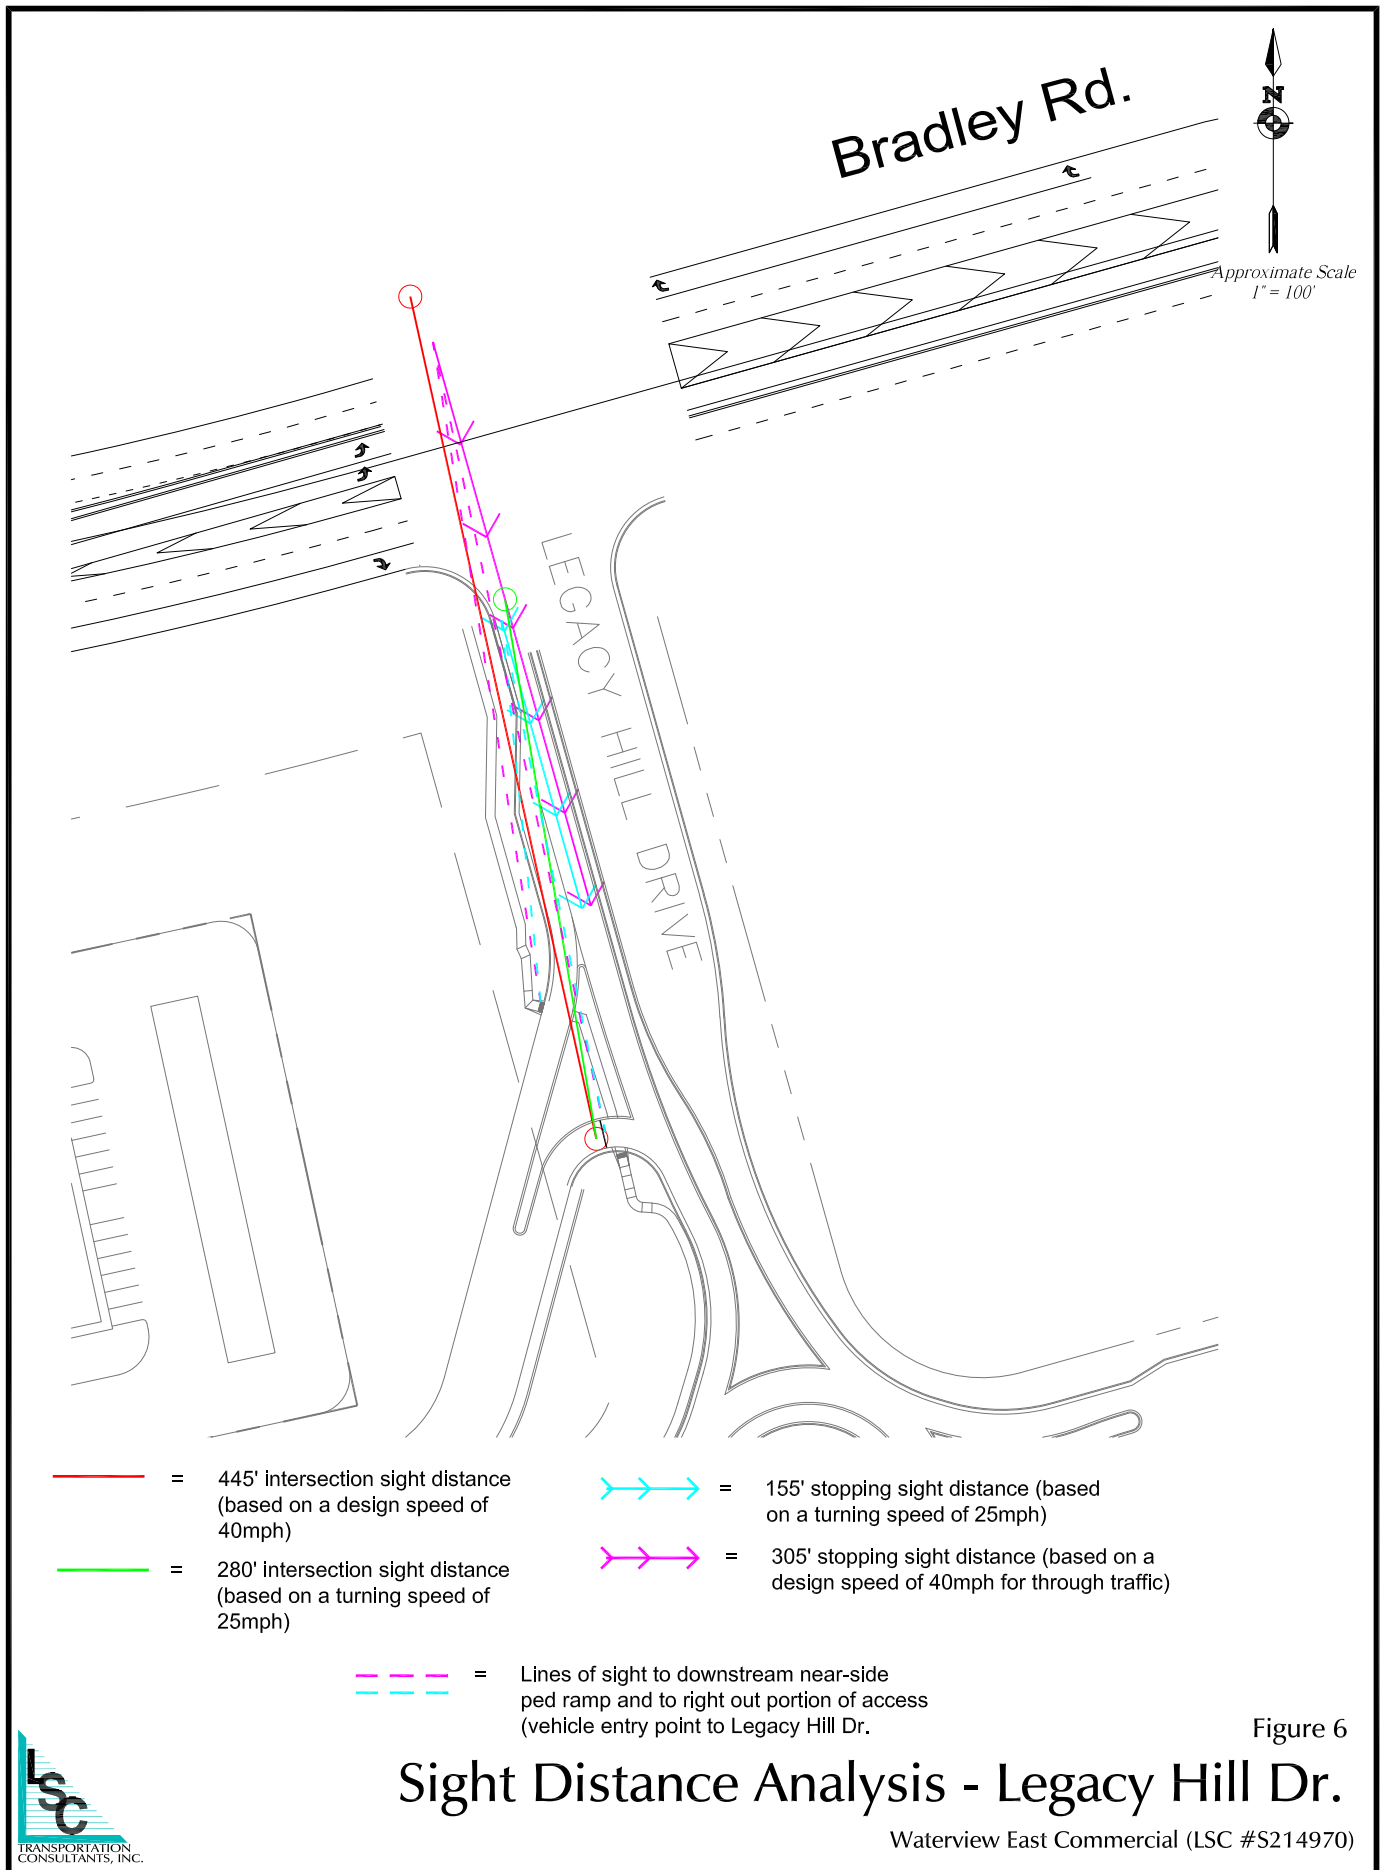 Bradley Rd.
N
Approximate Scale
1" = 100'
LEGACY HILL DRIVE
= 445' intersection sight distance
(based on a design speed of
40mph)
= 280' intersection sight distance
(based on a turning speed of
25mph)
= 155' stopping sight distance (based
on a turning speed of 25mph)
= 305' stopping sight distance (based on a
design speed of 40mph for through traffic)
= Lines of sight to downstream near-side
ped ramp and to right out portion of access
(vehicle entry point to Legacy Hill Dr.
Figure 6
Sight Distance Analysis - Legacy Hill Dr.
Waterview East Commercial (LSC #S214970)
LSC
TRANSPORTATION
CONSULTANTS, INC.